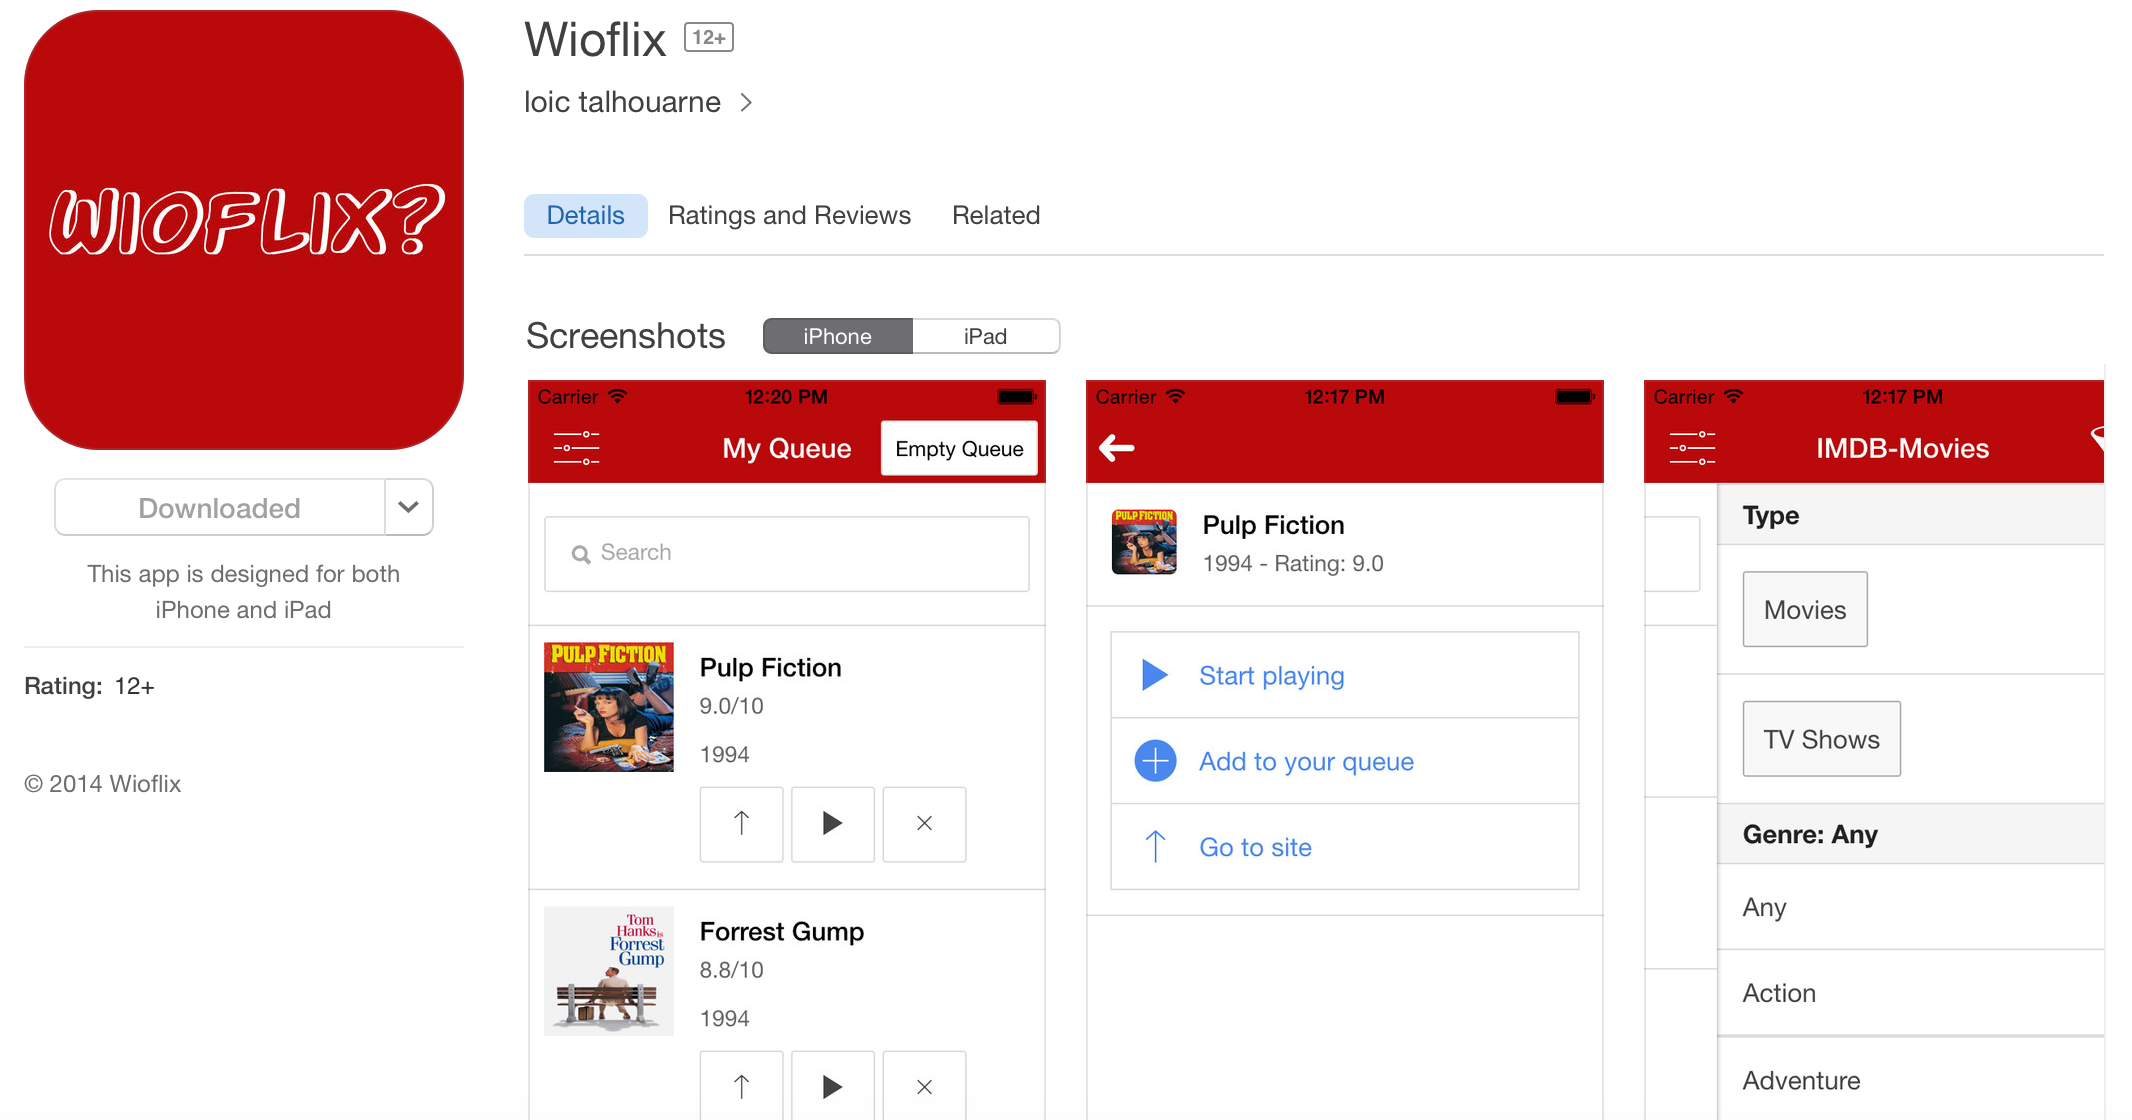 WIOFLIX?
Downloaded
This app is designed for both
iPhone and iPad
Rating: 12+
© 2014 Wioflix
Wioflix 12+
loic talhouarne
Details Ratings and Reviews Related
Screenshots iPhone iPad
Carrier 12:20 PM
My Queue Empty Queue
Search
PULP FICTION
Pulp Fiction
9.0/10
1994
Tom
Hanks is
Forrest
Gump
Forrest Gump
8.8/10
1994
Carrier 12:17 PM
PULP FICTION
Pulp Fiction
1994 - Rating: 9.0
Start playing
Add to your queue
Go to site
Carrier 12:17 PM
IMDB-Movies
Type
Movies
TV Shows
Genre: Any
Any
Action
Adventure